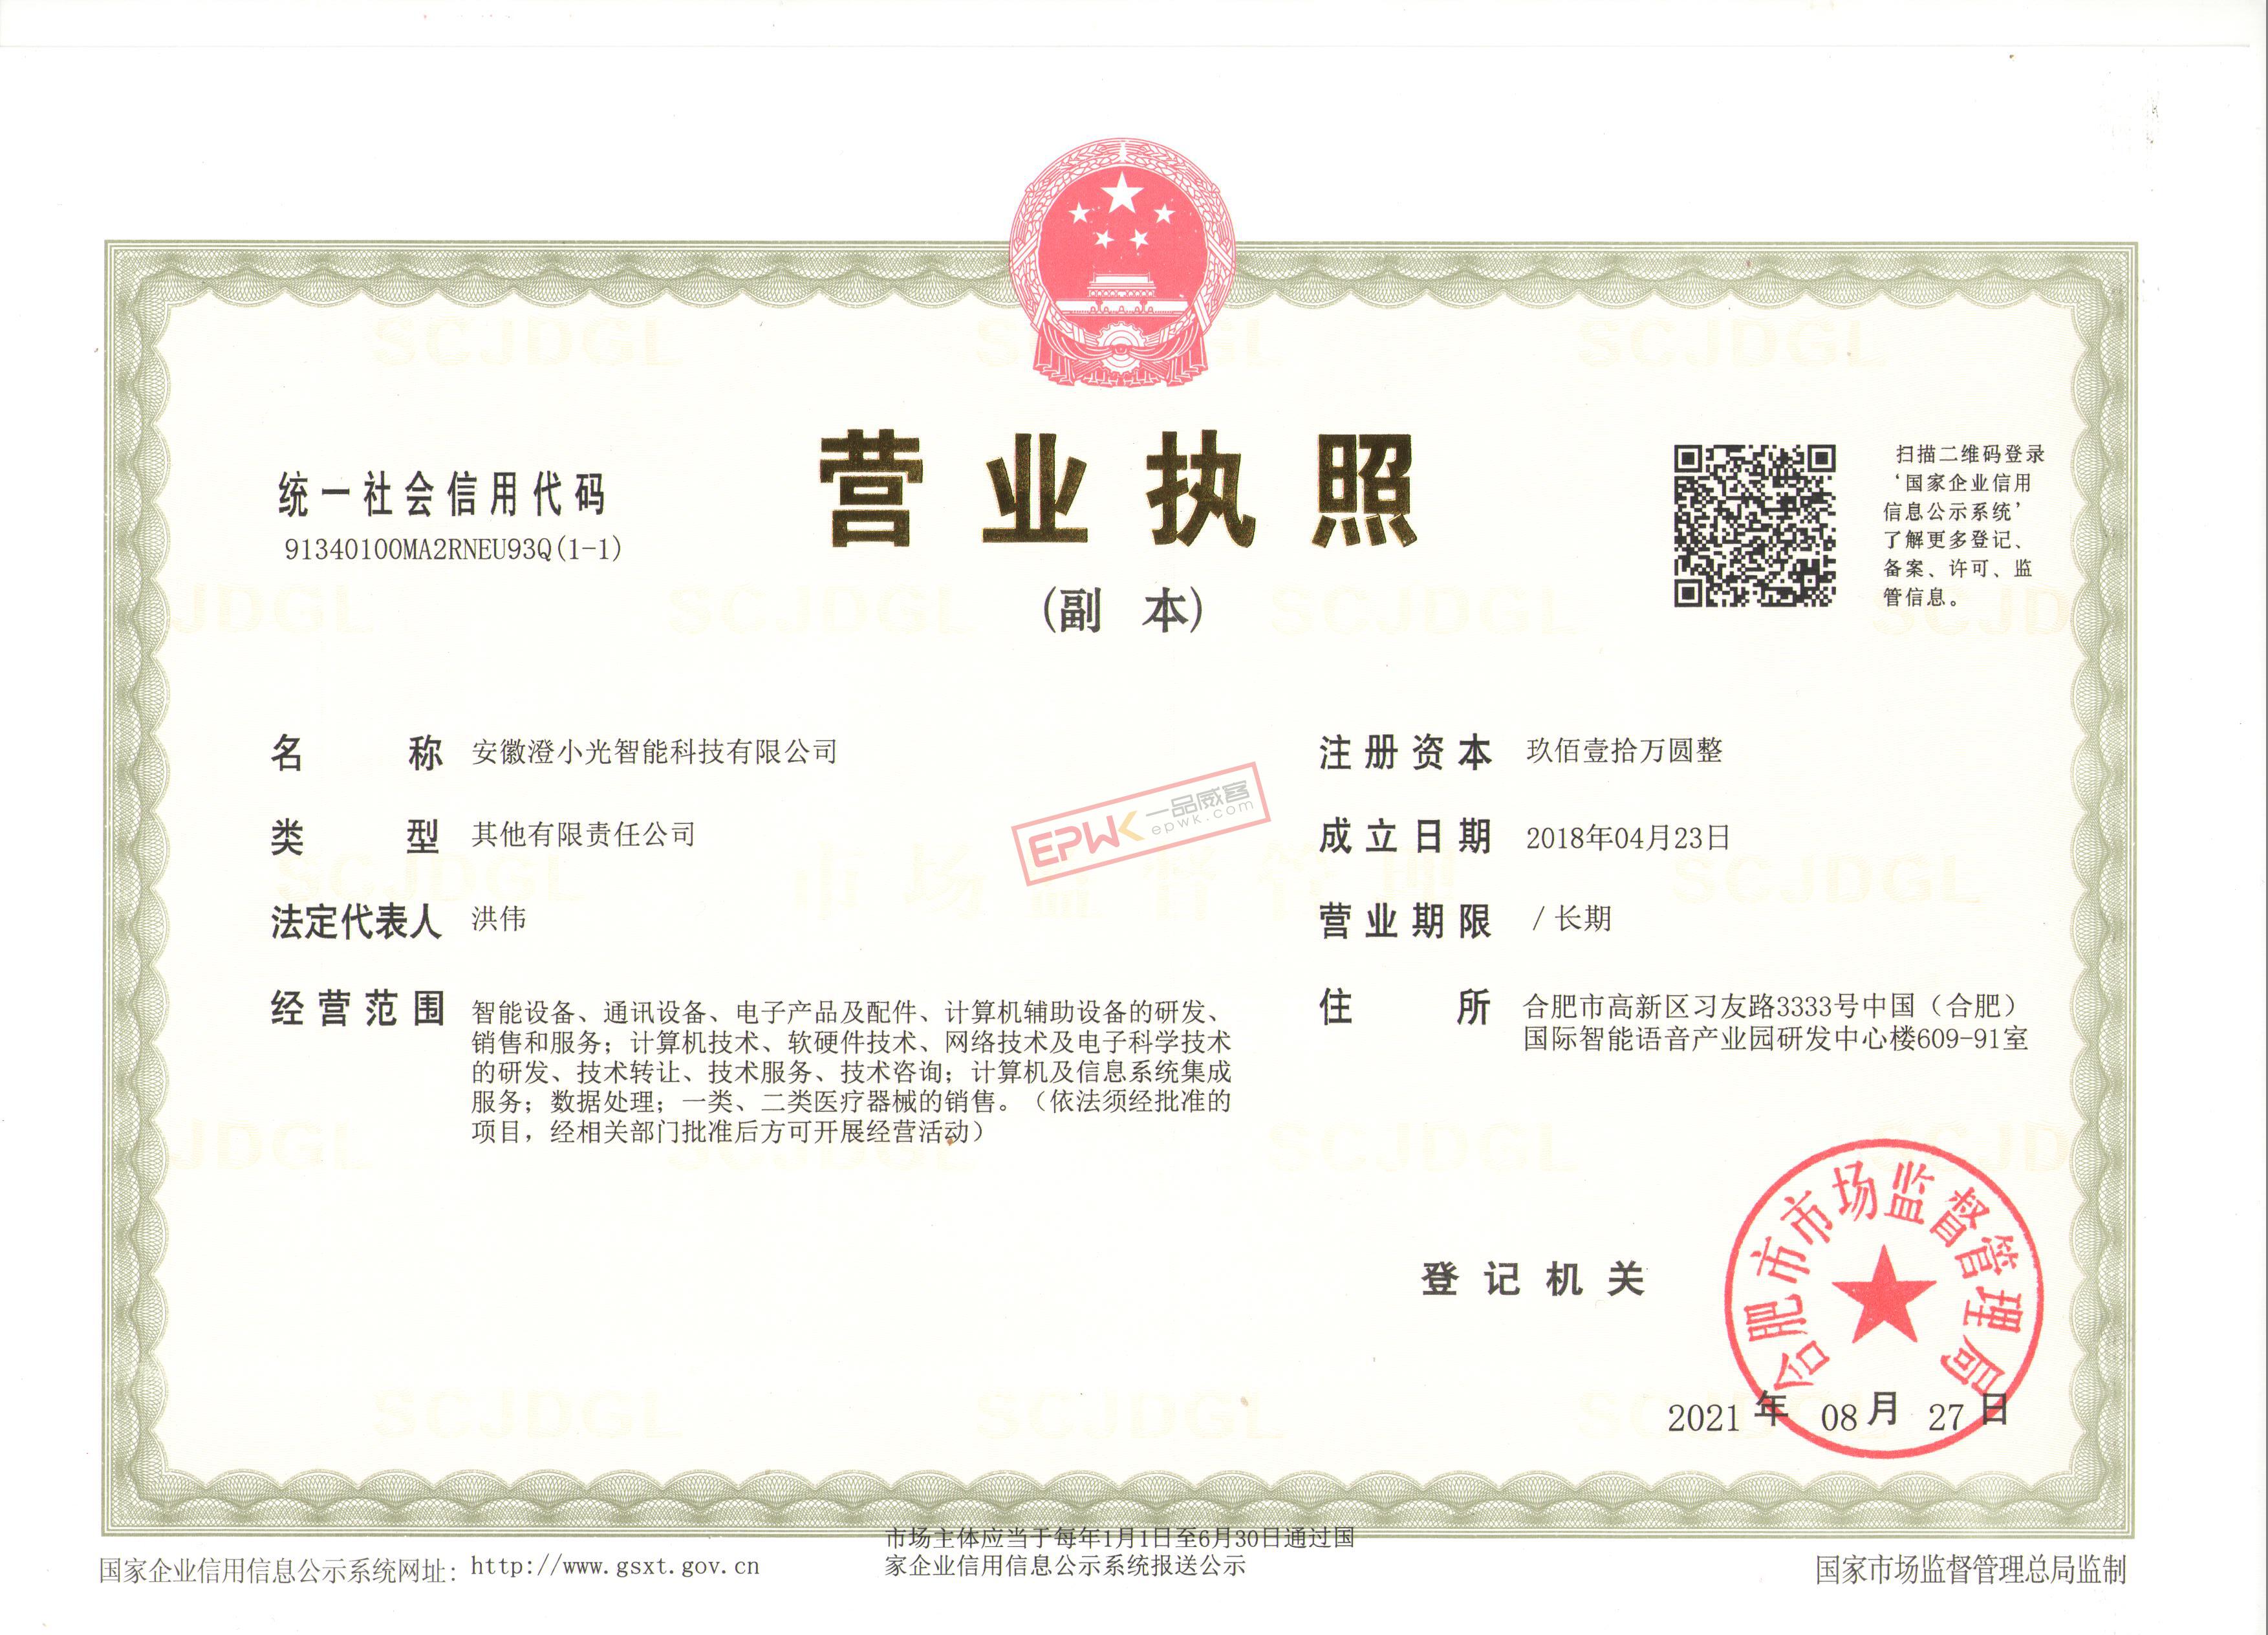 营业执照
(副 本)
统一社会信用代码
91340100MA2RNEU93Q(1-1)
扫描二维码登录
‘国家企业信用
信息公示系统’
了解更多登记、
备案、许可、监
管信息。
名 称 安徽澄小光智能科技有限公司
类 型 其他有限责任公司
法定代表人 洪伟
经营范围 智能设备、通讯设备、电子产品及配件、计算机辅助设备的研发、
销售和服务；计算机技术、软硬件技术、网络技术及电子科学技术
的研发、技术转让、技术服务、技术咨询；计算机及信息系统集成
服务；数据处理；一类、二类医疗器械的销售。（依法须经批准的
项目，经相关部门批准后方可开展经营活动）
注册资本 玖佰壹拾万圆整
成立日期 2018年04月23日
营业期限 / 长期
住 所 合肥市高新区习友路3333号中国（合肥）
国际智能语音产业园研发中心楼609-91室
EPWK 一品威客
epwk.com
SCJDGL
市场监督管理
登记机关
合肥市市场监督管理局
2021 年 08 月 27 日
国家企业信用信息公示系统网址： http://www.gsxt.gov.cn
市场主体应当于每年1月1日至6月30日通过国
家企业信用信息公示系统报送公示
国家市场监督管理总局监制